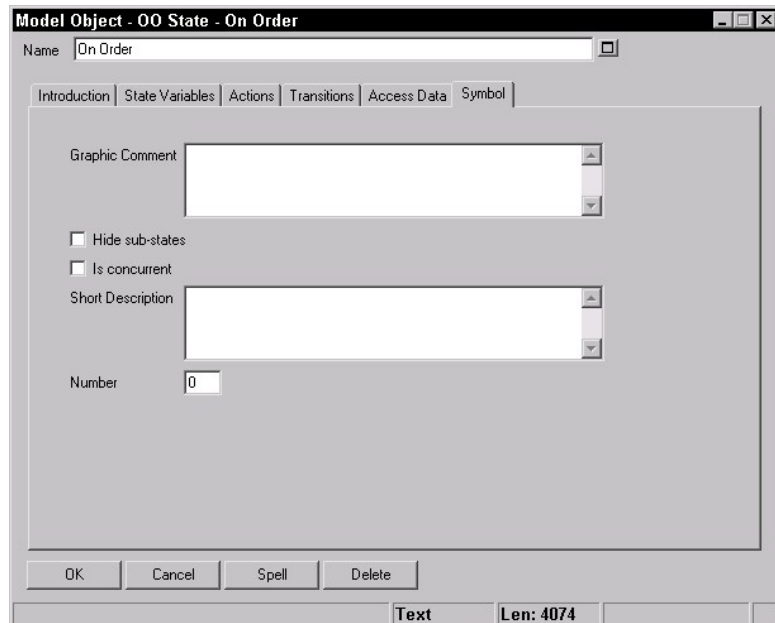 Model Object - OO State - On Order
Name On Order
Introduction State Variables Actions Transitions Access Data Symbol
Graphic Comment
Hide sub-states
Is concurrent
Short Description
Number 0
OK Cancel Spell Delete
Text Len: 4074